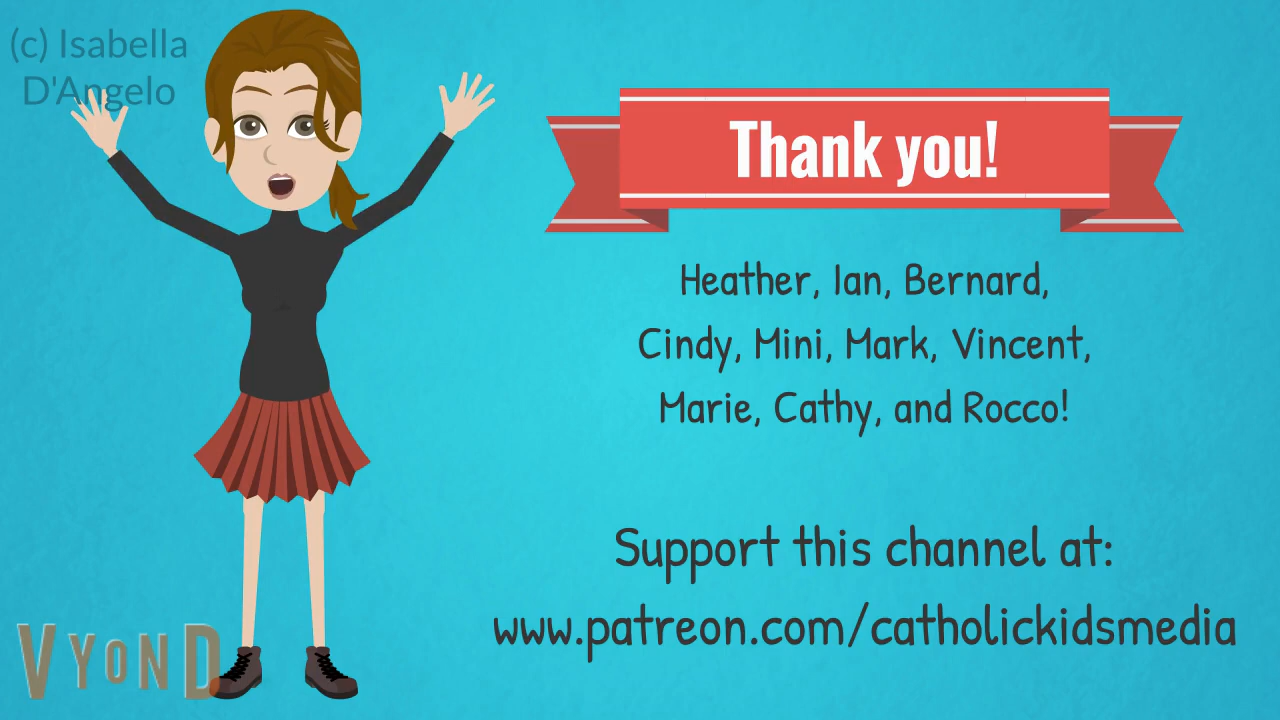 (c) Isabella
D'Angelo
Thank you!
Heather, Ian, Bernard,
Cindy, Mini, Mark, Vincent,
Marie, Cathy, and Rocco!
Support this channel at:
www.patreon.com/catholickidsmedia
VYOND